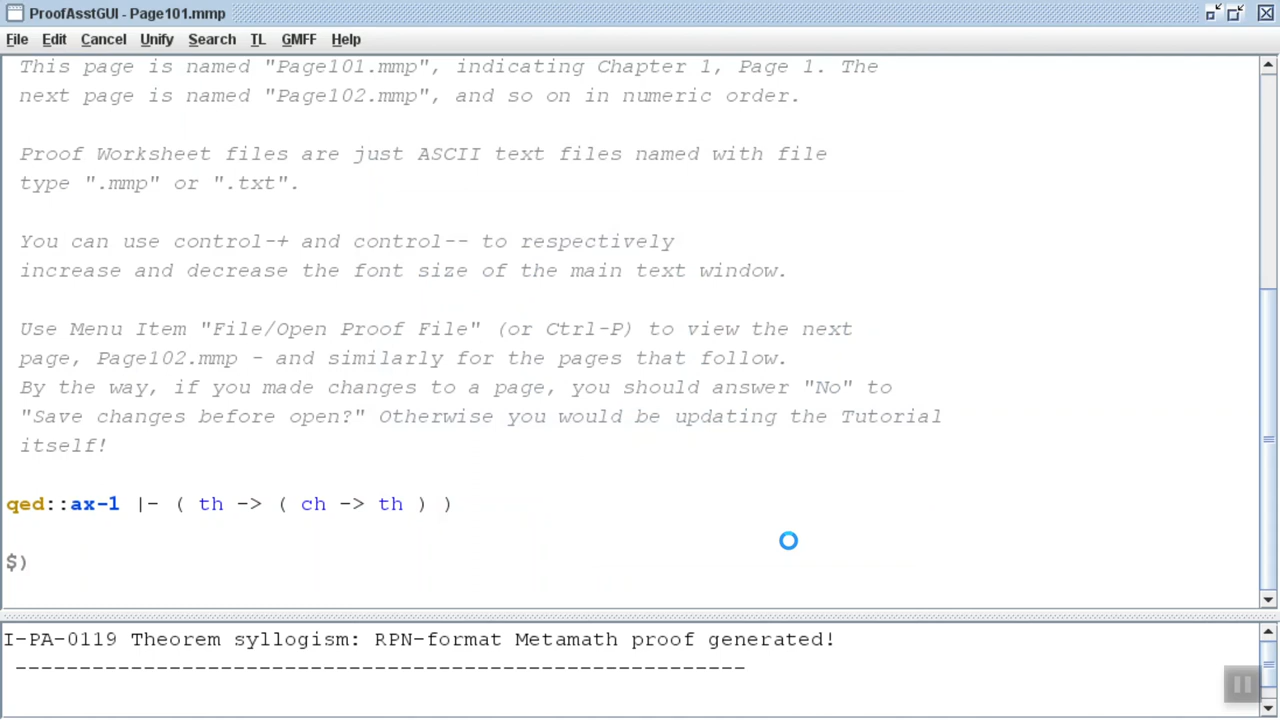 ProofAsstGUI - Page101.mmp
File Edit Cancel Unify Search TL GMFF Help
This page is named "Page101.mmp", indicating Chapter 1, Page 1. The
next page is named "Page102.mmp", and so on in numeric order.
Proof Worksheet files are just ASCII text files named with file
type ".mmp" or ".txt".
You can use control-+ and control-- to respectively
increase and decrease the font size of the main text window.
Use Menu Item "File/Open Proof File" (or Ctrl-P) to view the next
page, Page102.mmp - and similarly for the pages that follow.
By the way, if you made changes to a page, you should answer "No" to
"Save changes before open?" Otherwise you would be updating the Tutorial
itself!
qed::ax-1 |- ( th -> ( ch -> th ) )
$)
I-PA-0119 Theorem syllogism: RPN-format Metamath proof generated!
---------------------------------------------------------